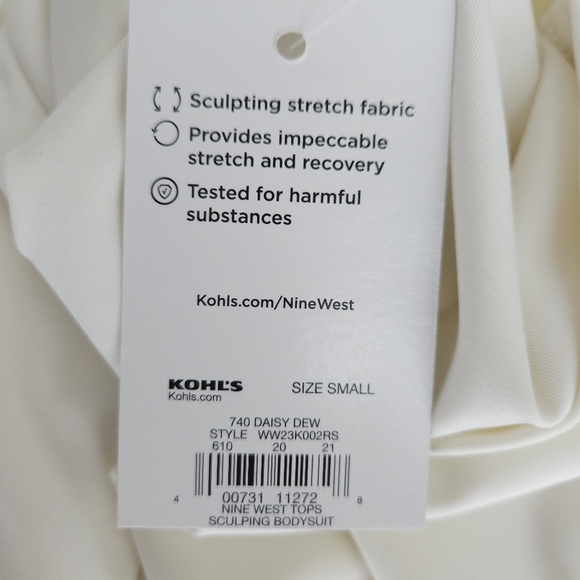 Sculpting stretch fabric
Provides impeccable
stretch and recovery
Tested for harmful
substances
Kohls.com/NineWest
KOHL'S SIZE SMALL
Kohls.com
740 DAISY DEW
STYLE WW23K002RS
610 20 21
4 00731 11272 8
NINE WEST TOPS
SCULPING BODYSUIT